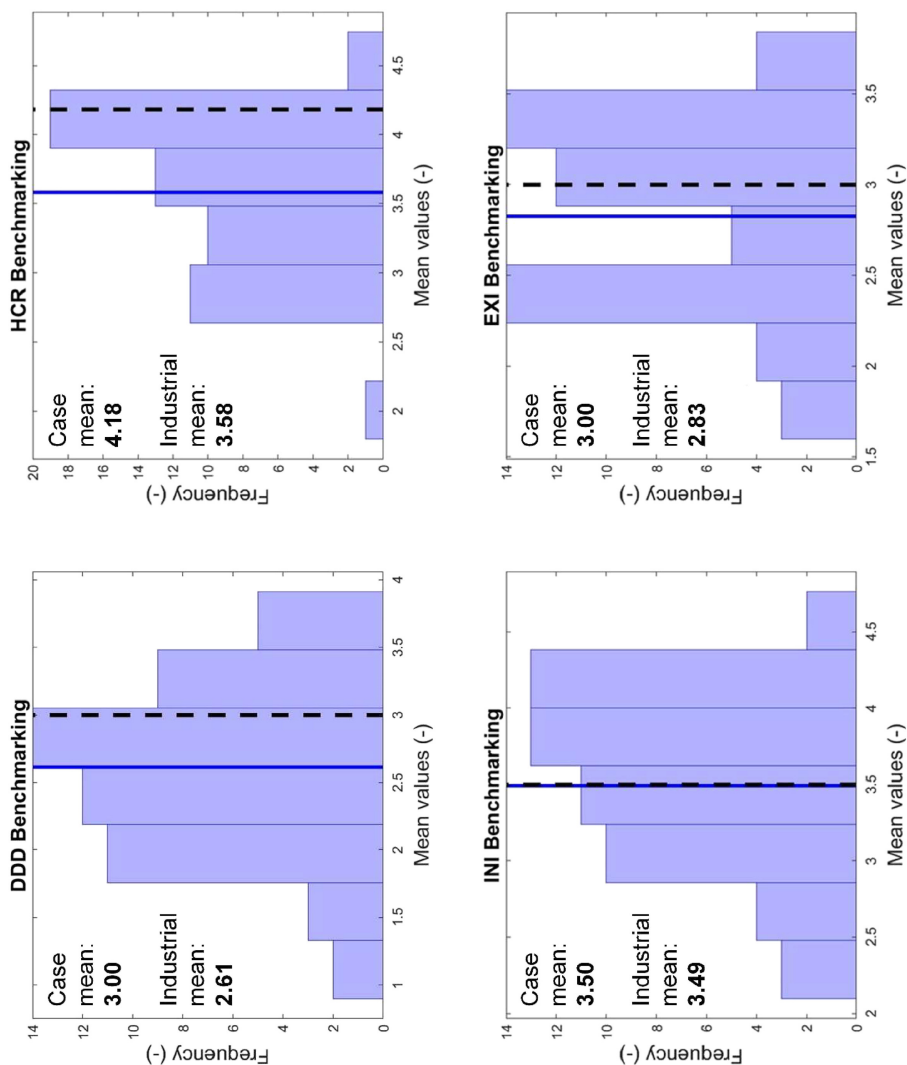 DDD Benchmarking
14
12
10
8
6
4
2
0
Frequency (-)
Case
mean:
3.00
Industrial
mean:
2.61
1 1.5 2 2.5 3 3.5 4
Mean values (-)
HCR Benchmarking
20
18
16
14
12
10
8
6
4
2
0
Frequency (-)
Case
mean:
4.18
Industrial
mean:
3.58
2 2.5 3 3.5 4 4.5
Mean values (-)
INI Benchmarking
14
12
10
8
6
4
2
0
Frequency (-)
Case
mean:
3.50
Industrial
mean:
3.49
2 2.5 3 3.5 4 4.5
Mean values (-)
EXI Benchmarking
14
12
10
8
6
4
2
0
Frequency (-)
Case
mean:
3.00
Industrial
mean:
2.83
1.5 2 2.5 3 3.5
Mean values (-)